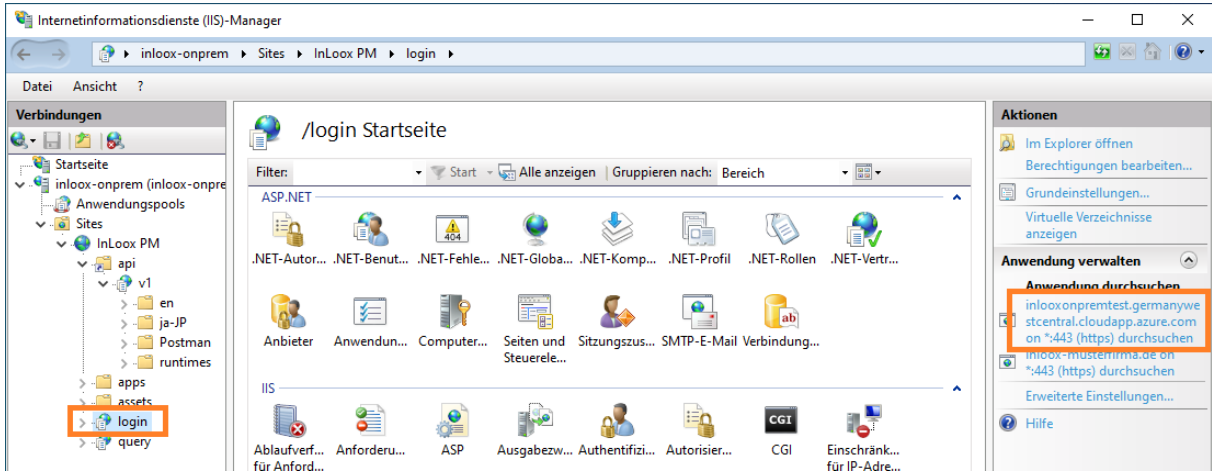 Internetinformationsdienste (IIS)-Manager
inloox-onprem Sites InLoox PM login
Datei Ansicht ?
Verbindungen
Startseite
inloox-onprem (inloox-onpre
Anwendungspools
Sites
InLoox PM
api
v1
en
ja-JP
Postman
runtimes
apps
assets
login
query
/login Startseite
Filter: Start Alle anzeigen Gruppieren nach: Bereich
ASP.NET
404
.NET-Autor... .NET-Benut... .NET-Fehle... .NET-Globa... .NET-Komp... .NET-Profil .NET-Rollen .NET-Vertr...
ab
Anbieter Anwendun... Computer... Seiten und Steuerele... Sitzungszus... SMTP-E-Mail Verbindung...
IIS
CGI
Ablaufverf... für Anford... Anforderu... ASP Ausgabezw... Authentifizi... Autorisier... CGI Einschränk... für IP-Adre...
Aktionen
Im Explorer öffnen
Berechtigungen bearbeiten...
Grundeinstellungen...
Virtuelle Verzeichnisse
anzeigen
Anwendung verwalten
Anwendung durchsuchen
inlooxonpremtest.germanywe
stcentral.cloudapp.azure.com
on *:443 (https) durchsuchen
inloox-musterfirma.de on
*:443 (https) durchsuchen
Erweiterte Einstellungen...
Hilfe